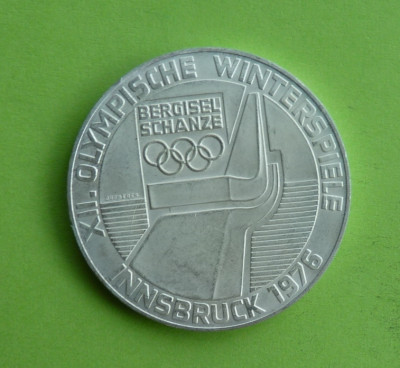 XII. OLYMPISCHE WINTERSPIELE
BERGISEL
SCHANZE
INNSBRUCK 1976